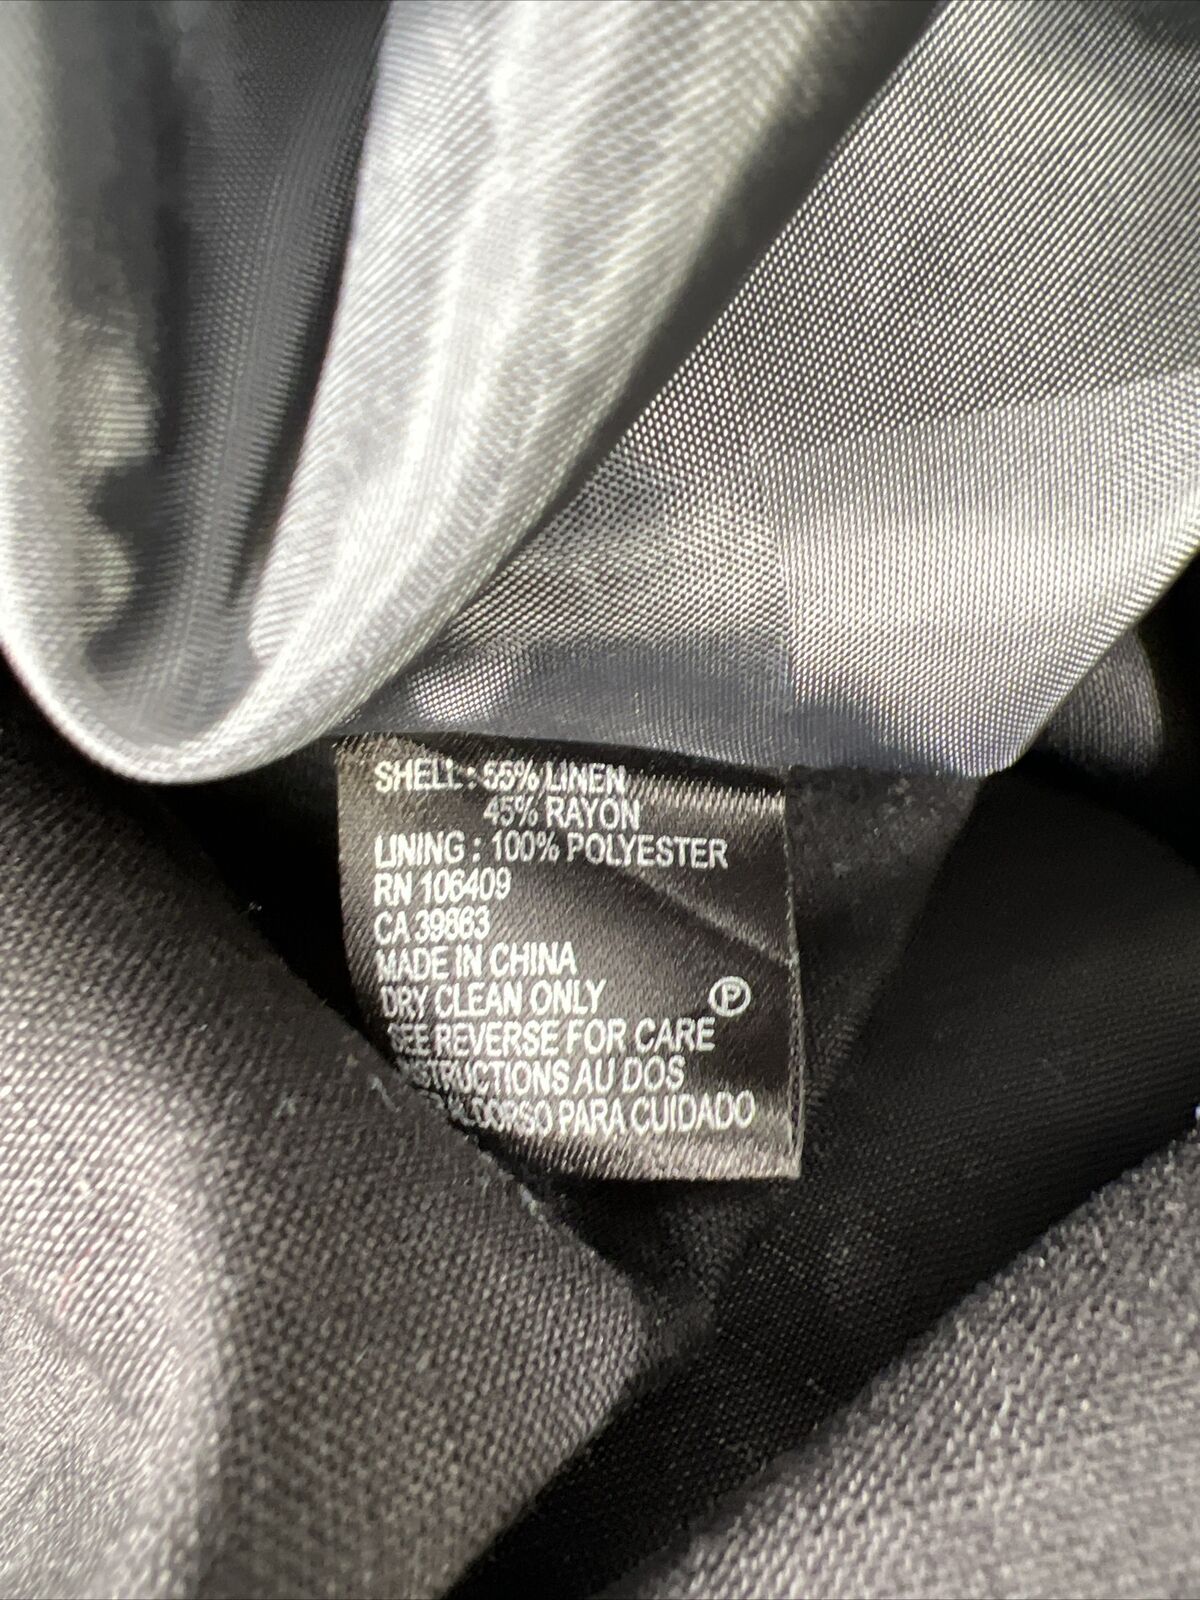 SHELL: 55% LINEN
45% RAYON
LINING : 100% POLYESTER
RN 106409
CA 39863
MADE IN CHINA
DRY CLEAN ONLY Ⓟ
SEE REVERSE FOR CARE
STRUCTIONS AU DOS
DORSO PARA CUIDADO